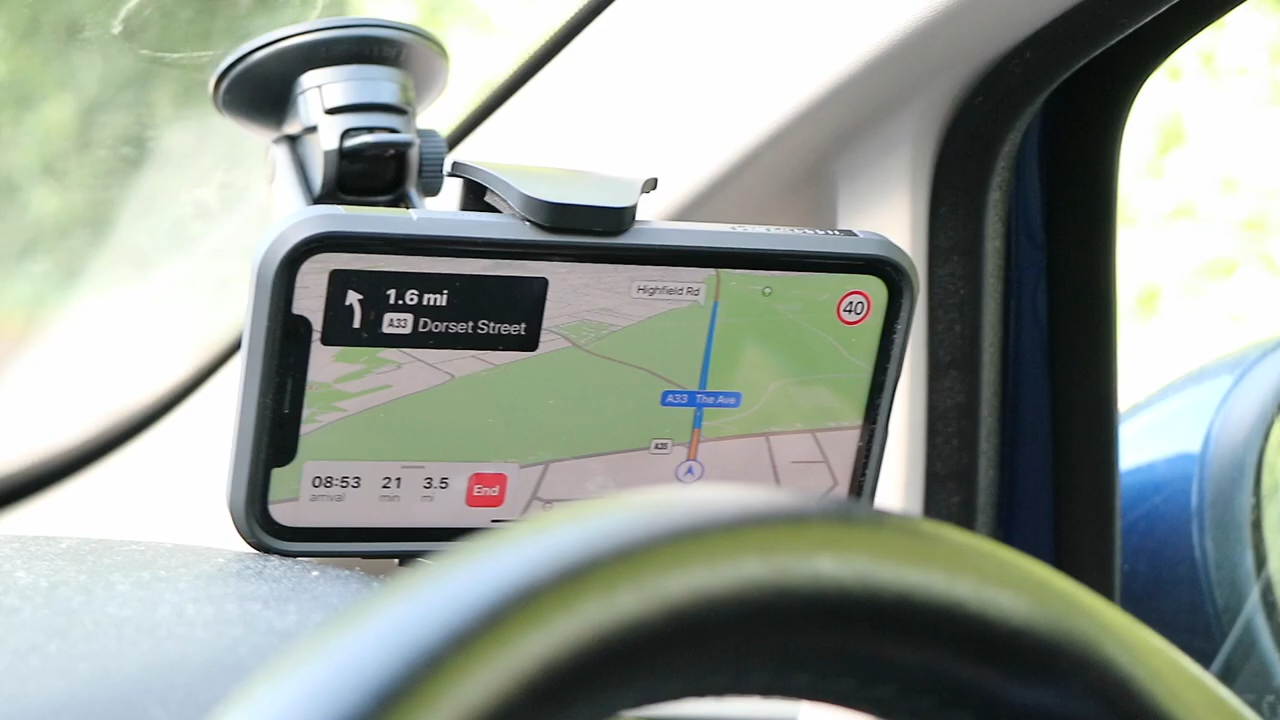 1.6 mi
A33 Dorset Street
Highfield Rd
40
A33 The Ave
A35
08:53 21 3.5
arrival min mi
End